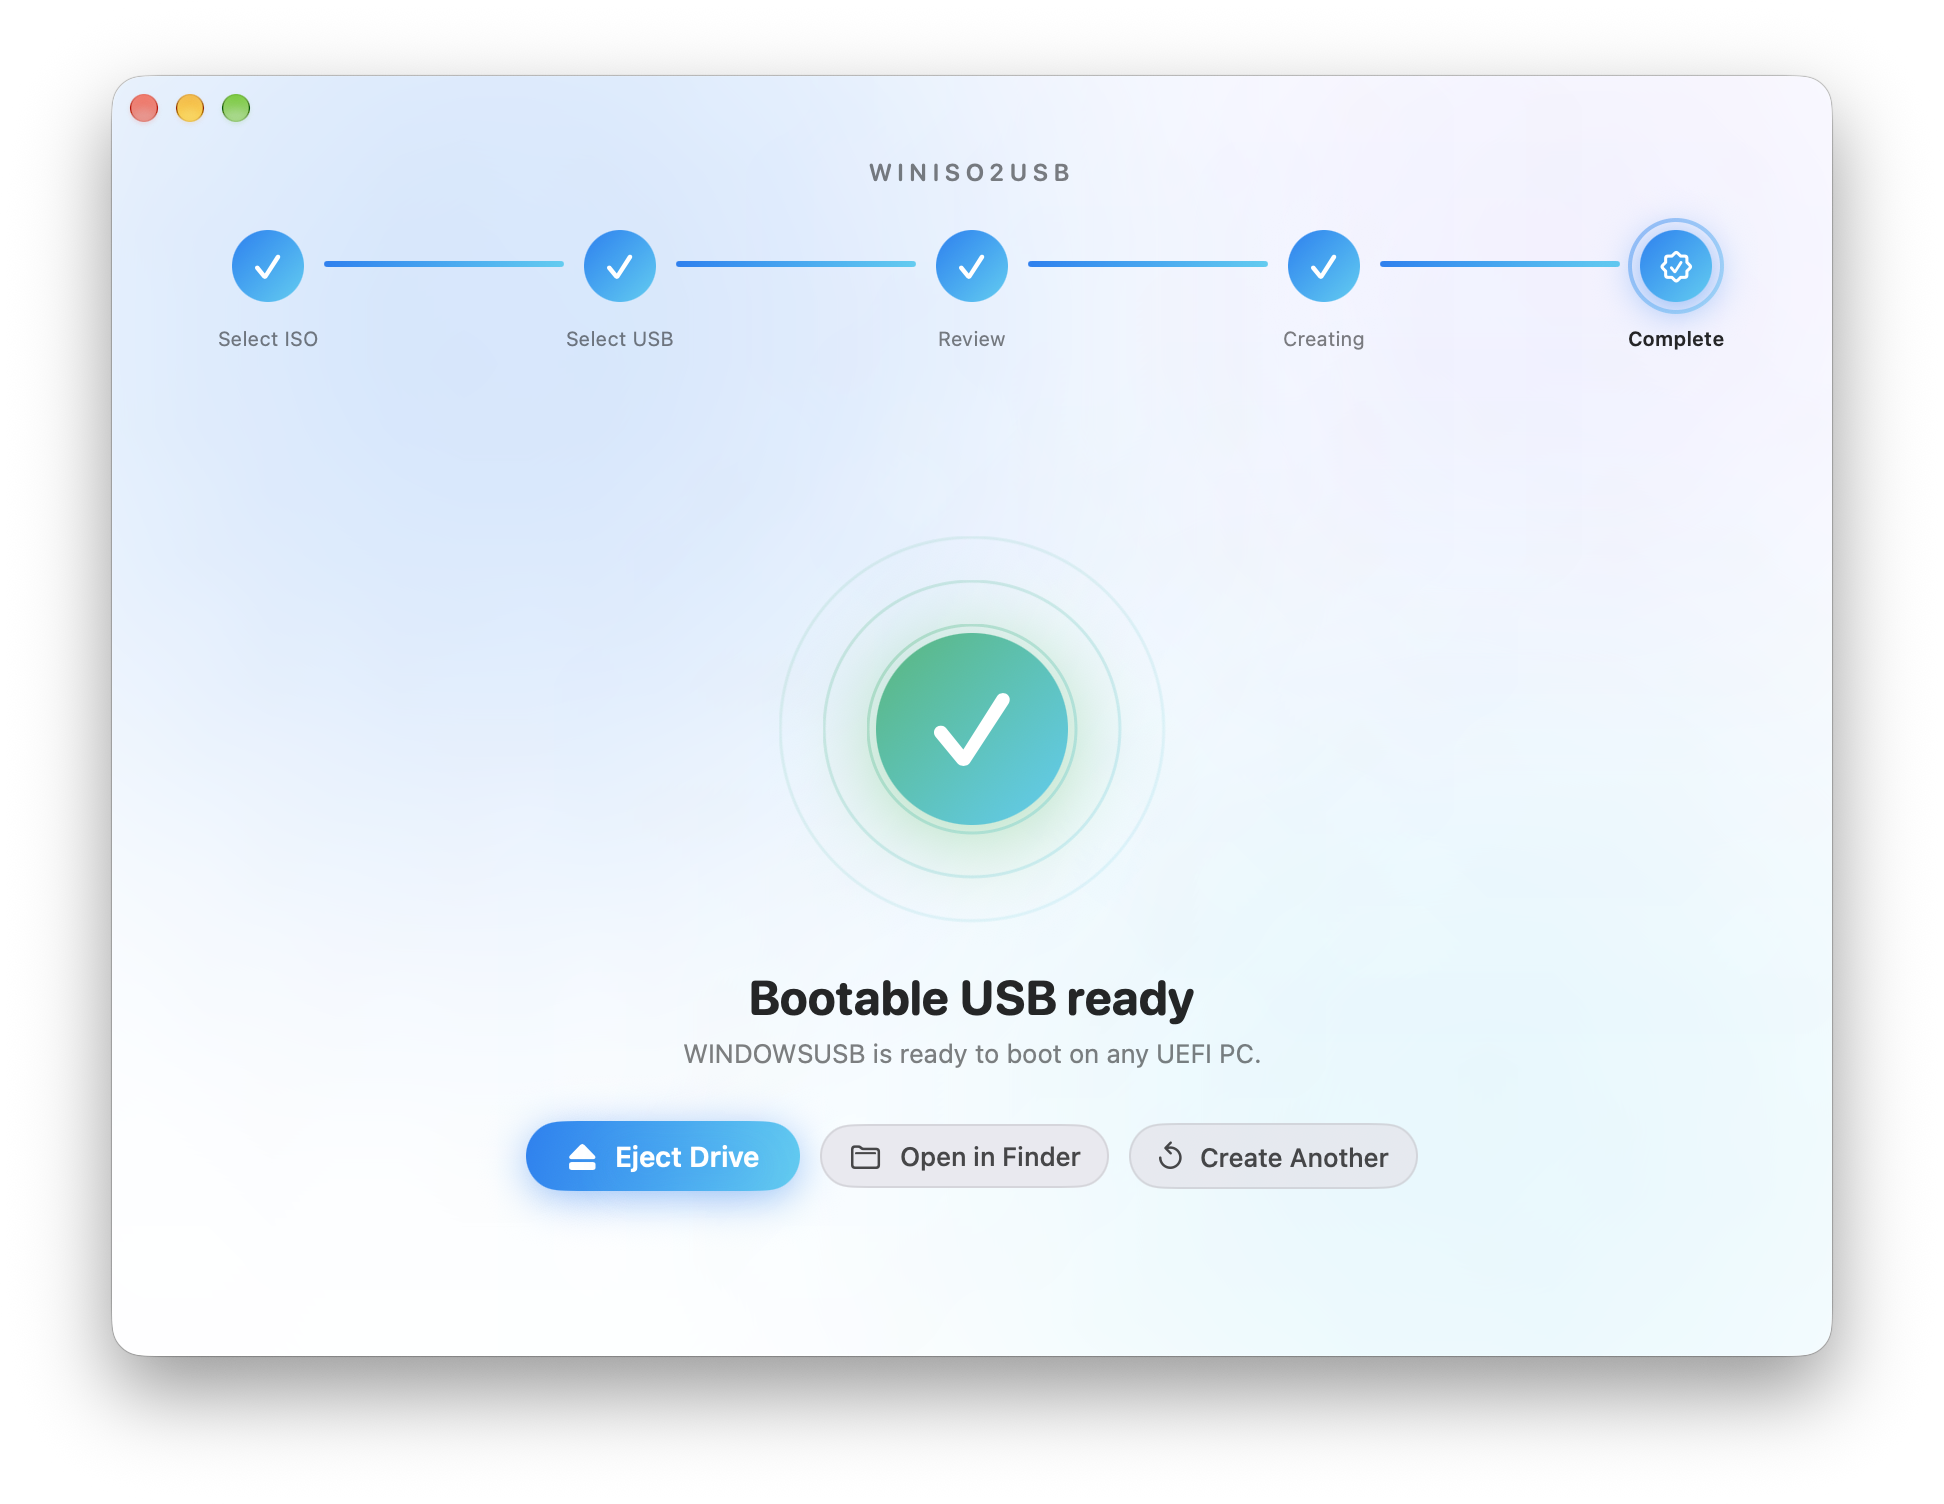 WINISO2USB
Select ISO
Select USB
Review
Creating
Complete
Bootable USB ready
WINDOWSUSB is ready to boot on any UEFI PC.
Eject Drive
Open in Finder
Create Another